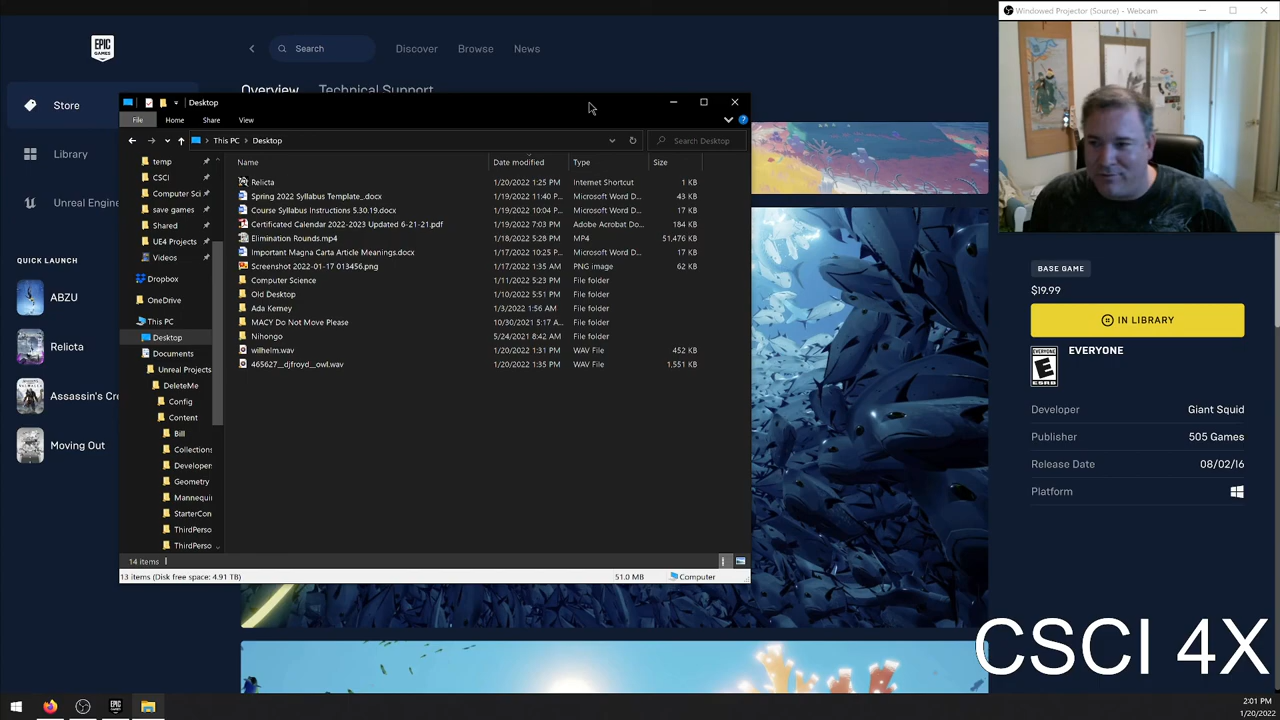 Windowed Projector (Source) - Webcam
EPIC GAMES
Search
Discover
Browse
News
Store
Library
Unreal Engine
QUICK LAUNCH
ABZU
Relicta
Assassin's Cre
Moving Out
Overview
Technical Support
Desktop
File
Home
Share
View
This PC
Desktop
Search Desktop
temp
CSCI
Computer Sci
save games
Shared
UE4 Projects
Videos
Dropbox
OneDrive
This PC
Desktop
Documents
Unreal Projects
DeleteMe
Config
Content
Bill
Collections
Developer
Geometry
Mannequi
StarterCon
ThirdPerso
ThirdPerso
Name Date modified Type Size
Relicta 1/20/2022 1:25 PM Internet Shortcut 1 KB
Spring 2022 Syllabus Template_.docx 1/19/2022 11:40 P... Microsoft Word D... 43 KB
Course Syllabus Instructions 5.30.19.docx 1/19/2022 10:04 P... Microsoft Word D... 17 KB
Certificated Calendar 2022-2023 Updated 6-21-21.pdf 1/19/2022 7:03 PM Adobe Acrobat Do... 184 KB
Elimination Rounds.mp4 1/18/2022 5:28 PM MP4 51,476 KB
Important Magna Carta Article Meanings.docx 1/17/2022 10:25 P... Microsoft Word D... 17 KB
Screenshot 2022-01-17 013456.png 1/17/2022 1:35 AM PNG image 62 KB
Computer Science 1/11/2022 5:23 PM File folder
Old Desktop 1/10/2022 5:51 PM File folder
Ada Kerney 1/3/2022 1:56 AM File folder
MACY Do Not Move Please 10/30/2021 5:17 A... File folder
Nihongo 5/24/2021 8:42 AM File folder
wilhelm.wav 1/20/2022 1:31 PM WAV File 452 KB
465627__djfroyd__owl.wav 1/20/2022 1:35 PM WAV File 1,551 KB
14 items
13 items (Disk free space: 4.91 TB) 51.0 MB Computer
BASE GAME
$19.99
IN LIBRARY
EVERYONE
E
ESRB
Developer Giant Squid
Publisher 505 Games
Release Date 08/02/16
Platform
CSCI 4X
2:01 PM
1/20/2022